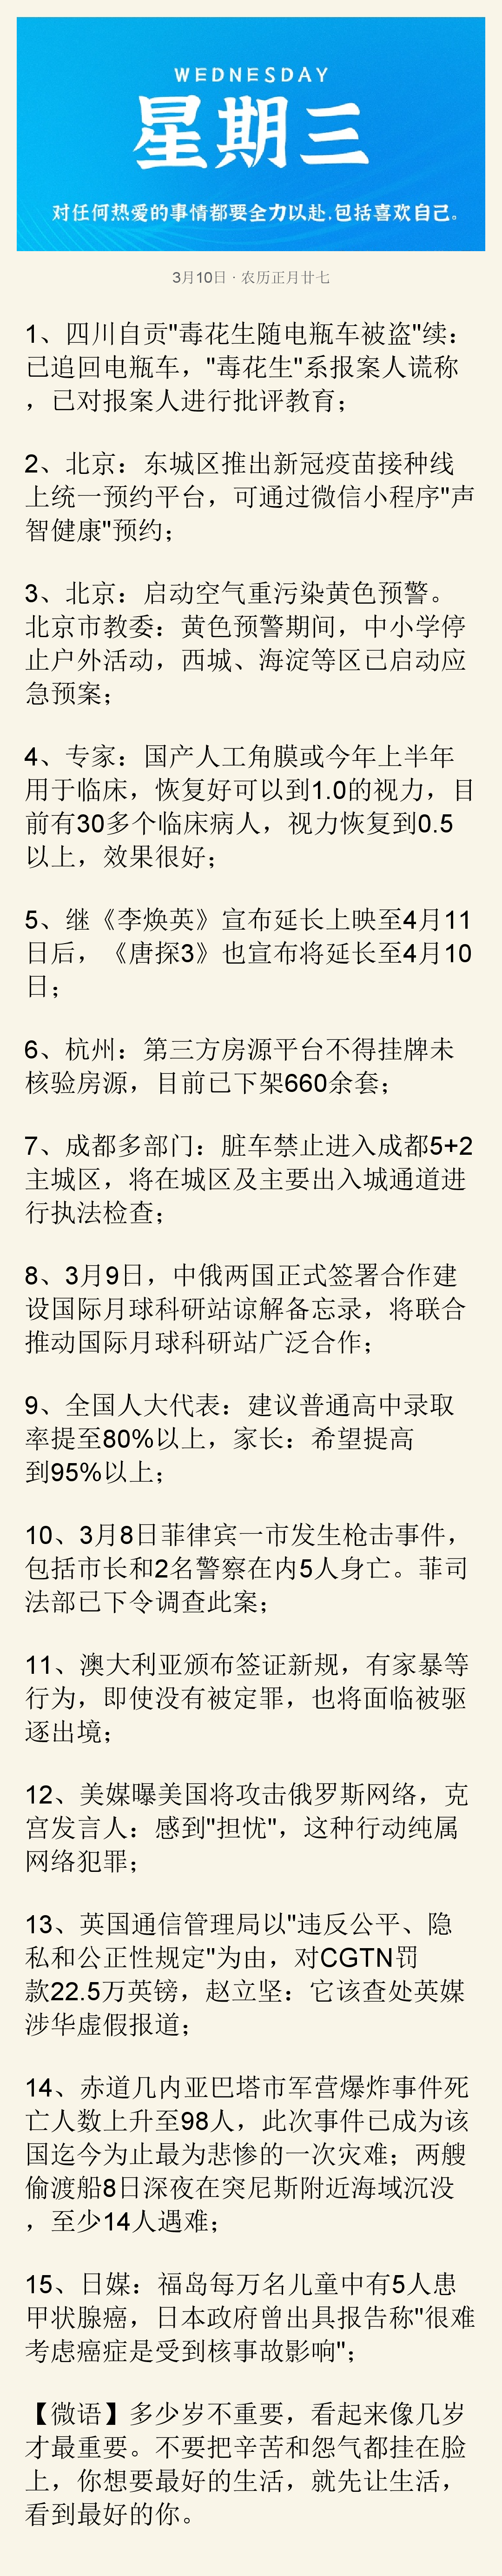 WEDNESDAY
星期三
对任何热爱的事情都要全力以赴,包括喜欢自己。
3月10日 · 农历正月廿七
1、四川自贡"毒花生随电瓶车被盗"续：
已追回电瓶车，"毒花生"系报案人谎称
，已对报案人进行批评教育；
2、北京：东城区推出新冠疫苗接种线
上统一预约平台，可通过微信小程序"声
智健康"预约；
3、北京：启动空气重污染黄色预警。
北京市教委：黄色预警期间，中小学停
止户外活动，西城、海淀等区已启动应
急预案；
4、专家：国产人工角膜或今年上半年
用于临床，恢复好可以到1.0的视力，目
前有30多个临床病人，视力恢复到0.5
以上，效果很好；
5、继《李焕英》宣布延长上映至4月11
日后，《唐探3》也宣布将延长至4月10
日；
6、杭州：第三方房源平台不得挂牌未
核验房源，目前已下架660余套；
7、成都多部门：脏车禁止进入成都5+2
主城区，将在城区及主要出入城通道进
行执法检查；
8、3月9日，中俄两国正式签署合作建
设国际月球科研站谅解备忘录，将联合
推动国际月球科研站广泛合作；
9、全国人大代表：建议普通高中录取
率提至80%以上，家长：希望提高
到95%以上；
10、3月8日菲律宾一市发生枪击事件，
包括市长和2名警察在内5人身亡。菲司
法部已下令调查此案；
11、澳大利亚颁布签证新规，有家暴等
行为，即使没有被定罪，也将面临被驱
逐出境；
12、美媒曝美国将攻击俄罗斯网络，克
宫发言人：感到"担忧"，这种行动纯属
网络犯罪；
13、英国通信管理局以"违反公平、隐
私和公正性规定"为由，对CGTN罚
款22.5万英镑，赵立坚：它该查处英媒
涉华虚假报道；
14、赤道几内亚巴塔市军营爆炸事件死
亡人数上升至98人，此次事件已成为该
国迄今为止最为悲惨的一次灾难；两艘
偷渡船8日深夜在突尼斯附近海域沉没
，至少14人遇难；
15、日媒：福岛每万名儿童中有5人患
甲状腺癌，日本政府曾出具报告称"很难
考虑癌症是受到核事故影响"；
【微语】多少岁不重要，看起来像几岁
才最重要。不要把辛苦和怨气都挂在脸
上，你想要最好的生活，就先让生活，
看到最好的你。